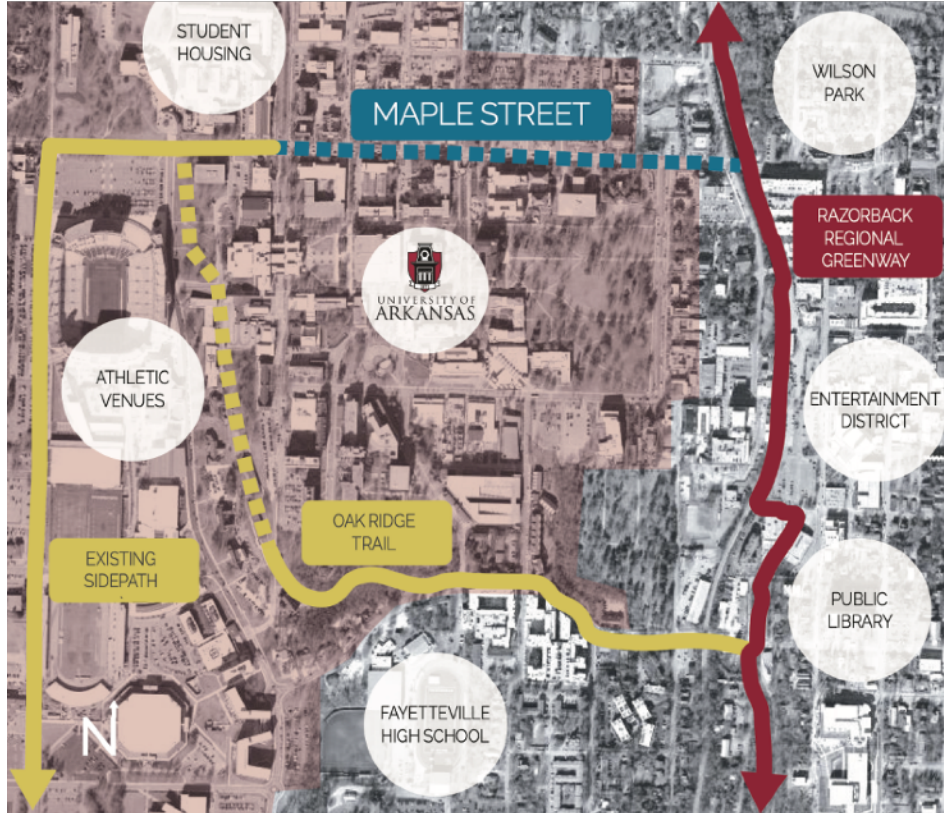 STUDENT
HOUSING
WILSON
PARK
MAPLE STREET
RAZORBACK
REGIONAL
GREENWAY
UNIVERSITY OF
ARKANSAS
ATHLETIC
VENUES
ENTERTAINMENT
DISTRICT
OAK RIDGE
TRAIL
EXISTING
SIDEPATH
PUBLIC
LIBRARY
FAYETTEVILLE
HIGH SCHOOL
N